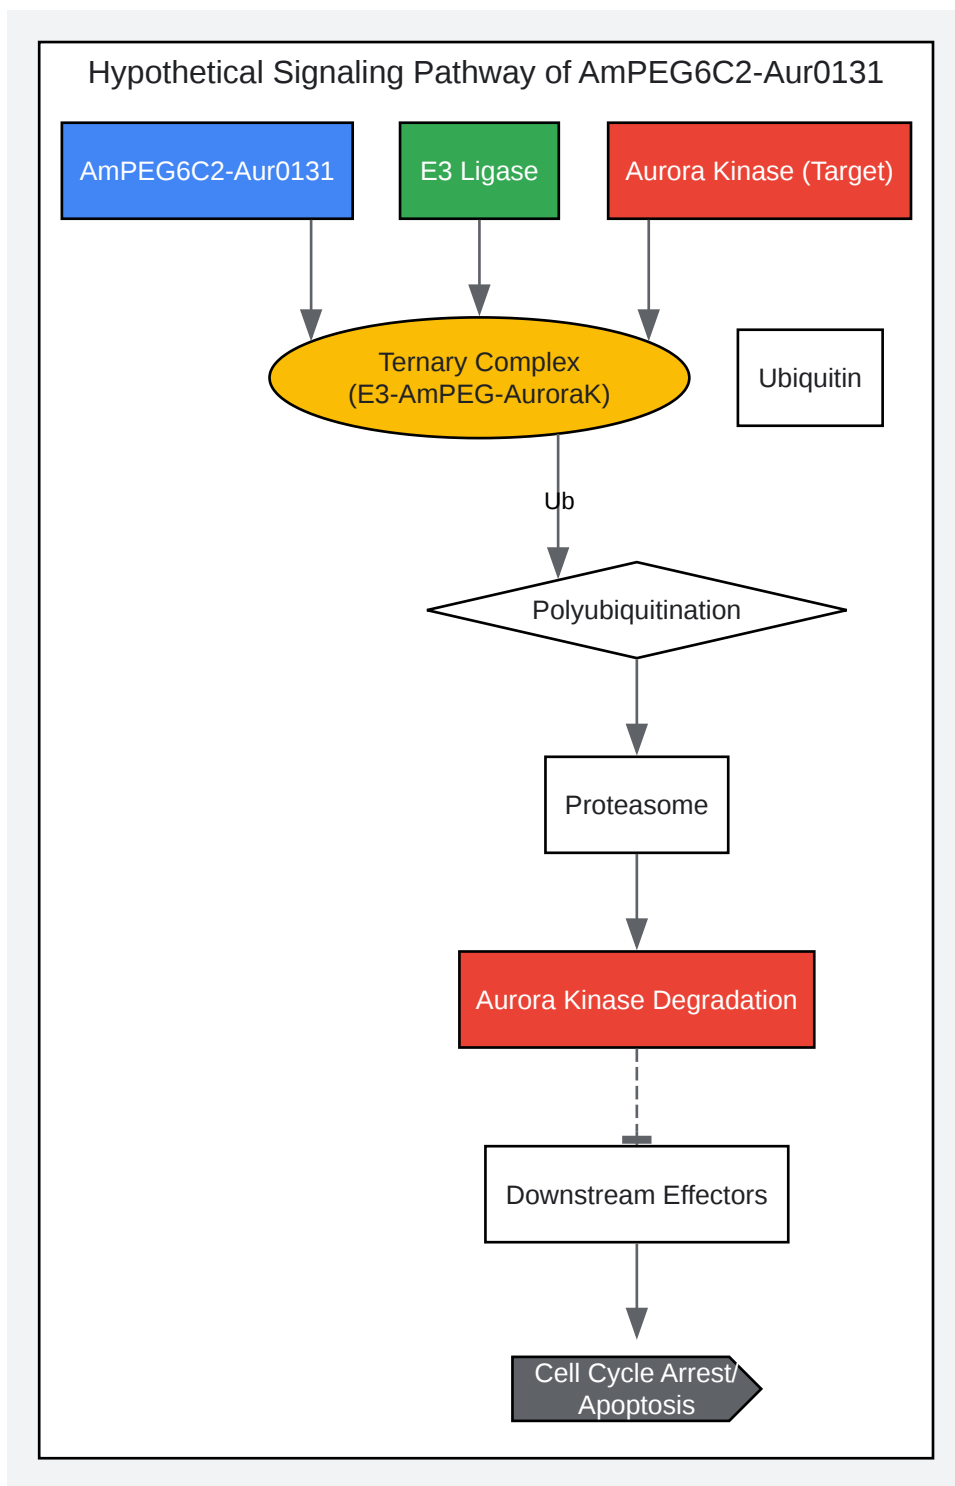 Hypothetical Signaling Pathway of AmPEG6C2-Aur0131
AmPEG6C2-Aur0131
E3 Ligase
Aurora Kinase (Target)
Ternary Complex
(E3-AmPEG-AuroraK)
Ubiquitin
Ub
Polyubiquitination
Proteasome
Aurora Kinase Degradation
Downstream Effectors
Cell Cycle Arrest/
Apoptosis